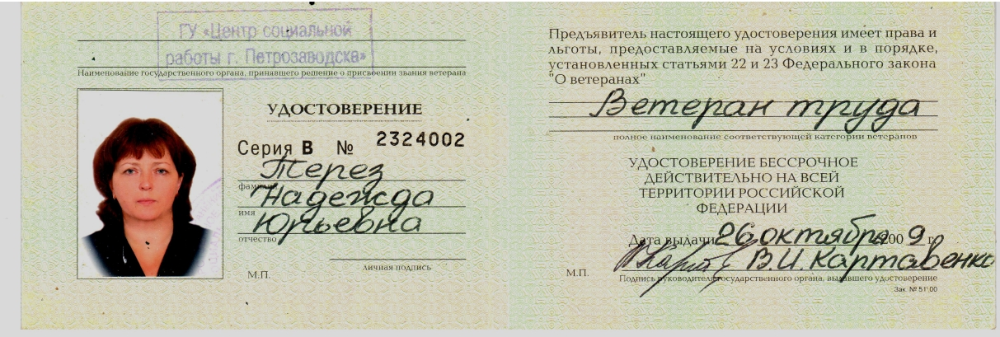 ГУ «Центр социальной
работы г. Петрозаводска»
Наименование государственного органа, принявшего решение о присвоении звания ветерана
УДОСТОВЕРЕНИЕ
Серия В № 2324002
Терез
фамилия
Надежда
имя
Юрьевна
отчество
личная подпись
М.П.
Предъявитель настоящего удостоверения имеет права и
льготы, предоставляемые на условиях и в порядке,
установленных статьями 22 и 23 Федерального закона
"О ветеранах"
Ветеран труда
полное наименование соответствующей категории ветеранов
УДОСТОВЕРЕНИЕ БЕССРОЧНОЕ
ДЕЙСТВИТЕЛЬНО НА ВСЕЙ
ТЕРРИТОРИИ РОССИЙСКОЙ
ФЕДЕРАЦИИ
Дата выдачи 26 октября 200 9 г.
В.И. Картавенко
М.П.
Подпись руководителя государственного органа, выдавшего удостоверение
Зак. № 51\00